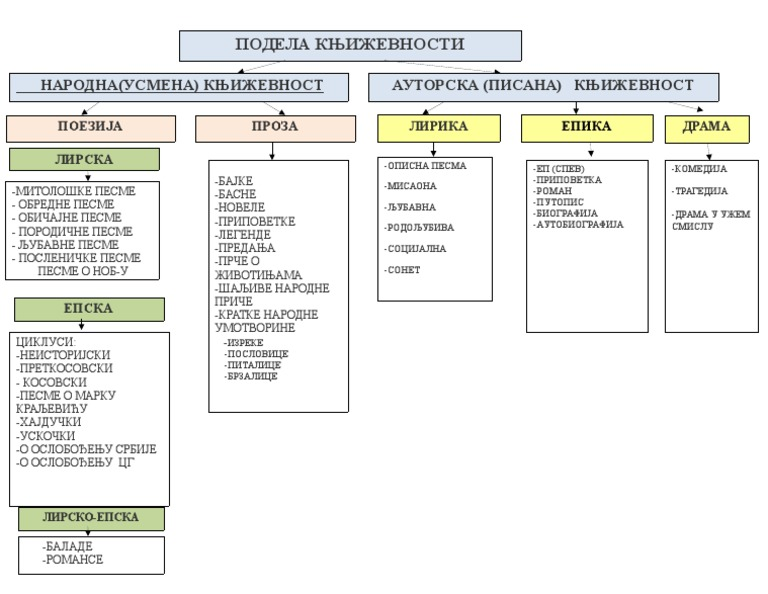 ПОДЕЛА КЊИЖЕВНОСТИ
НАРОДНА(УСМЕНА) КЊИЖЕВНОСТ
АУТОРСКА (ПИСАНА) КЊИЖЕВНОСТ
ПОЕЗИЈА
ПРОЗА
ЛИРИКА
ЕПИКА
ДРАМА
ЛИРСКА
-МИТОЛОШКЕ ПЕСМЕ
- ОБРЕДНЕ ПЕСМЕ
- ОБИЧАЈНЕ ПЕСМЕ
- ПОРОДИЧНЕ ПЕСМЕ
- ЉУБАВНЕ ПЕСМЕ
- ПОСЛЕНИЧКЕ ПЕСМЕ
ПЕСМЕ О НОБ-У
ЕПСКА
ЦИКЛУСИ:
-НЕИСТОРИЈСКИ
-ПРЕТКОСОВСКИ
- КОСОВСКИ
-ПЕСМЕ О МАРКУ
КРАЉЕВИЋУ
-ХАЈДУЧКИ
-УСКОЧКИ
-О ОСЛОБОЂЕЊУ СРБИЈЕ
-О ОСЛОБОЂЕЊУ ЦГ
ЛИРСКО-ЕПСКА
-БАЛАДЕ
-РОМАНСЕ
-БАЈКЕ
-БАСНЕ
-НОВЕЛЕ
-ПРИПОВЕТКЕ
-ЛЕГЕНДЕ
-ПРЕДАЊА
-ПРЧЕ О
ЖИВОТИЊАМА
-ШАЉИВЕ НАРОДНЕ
ПРИЧЕ
-КРАТКЕ НАРОДНЕ
УМОТВОРИНЕ
-ИЗРЕКЕ
-ПОСЛОВИЦЕ
-ПИТАЛИЦЕ
-БРЗАЛИЦЕ
-ОПИСНА ПЕСМА
-МИСАОНА
-ЉУБАВНА
-РОДОЉУБИВА
-СОЦИЈАЛНА
-СОНЕТ
-ЕП (СПЕВ)
-ПРИПОВЕТКА
-РОМАН
-ПУТОПИС
-БИОГРАФИЈА
-АУТОБИОГРАФИЈА
-КОМЕДИЈА
-ТРАГЕДИЈА
-ДРАМА У УЖЕМ
СМИСЛУ